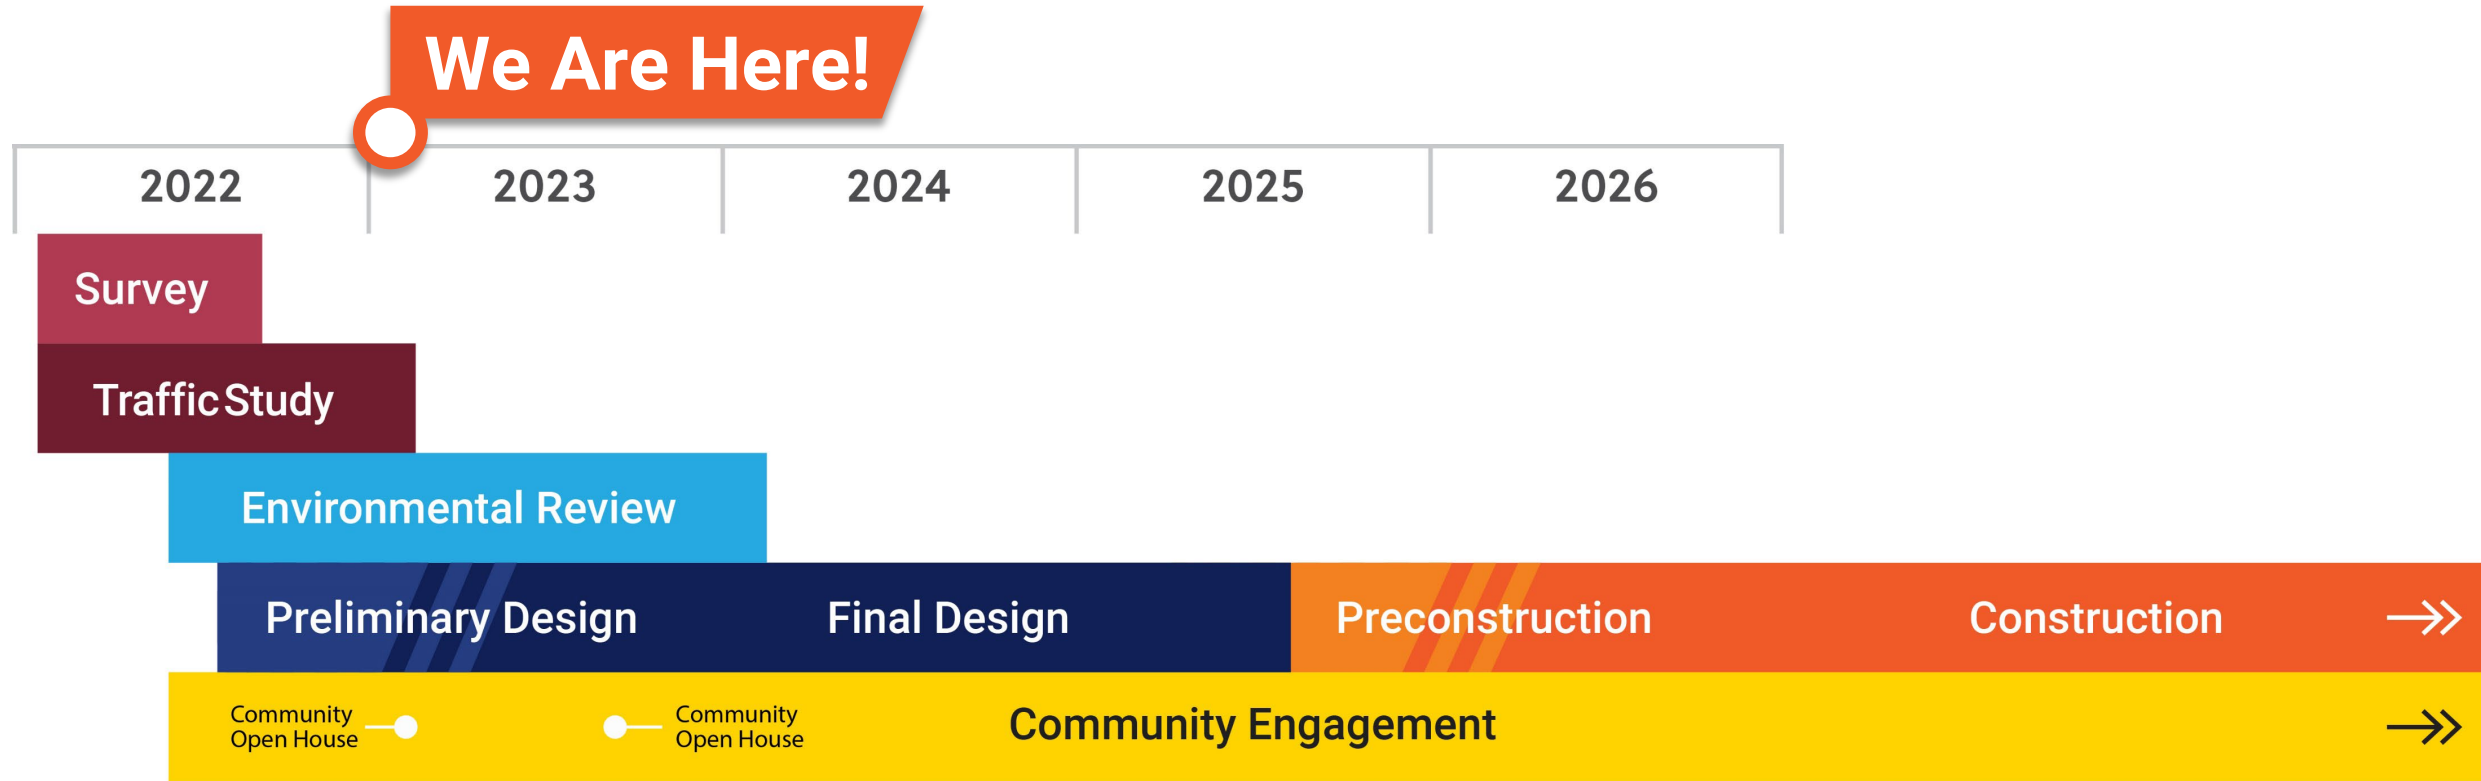 We Are Here!
2022 2023 2024 2025 2026
Survey
Traffic Study
Environmental Review
Preliminary Design Final Design Preconstruction Construction
Community
Open House
Community
Open House
Community Engagement